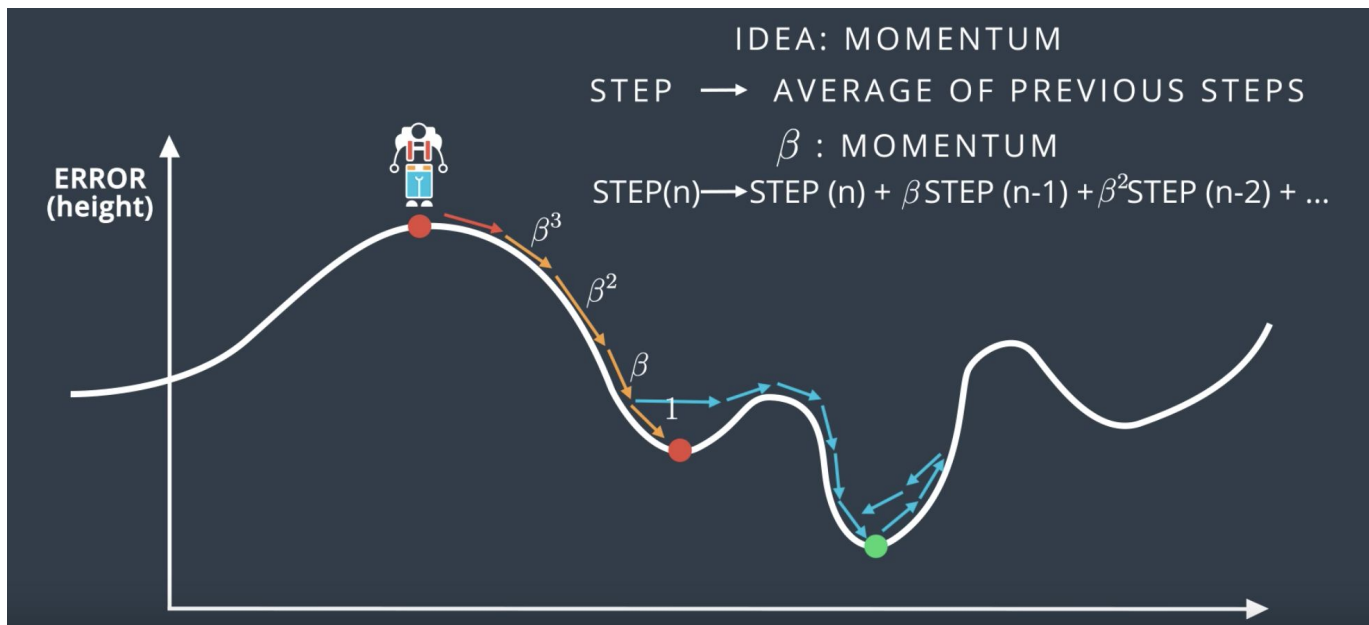 IDEA: MOMENTUM
STEP → AVERAGE OF PREVIOUS STEPS
β : MOMENTUM
STEP(n)→STEP (n) + βSTEP (n-1) + β²STEP (n-2) + ...
ERROR
(height)
β³
β²
β
1